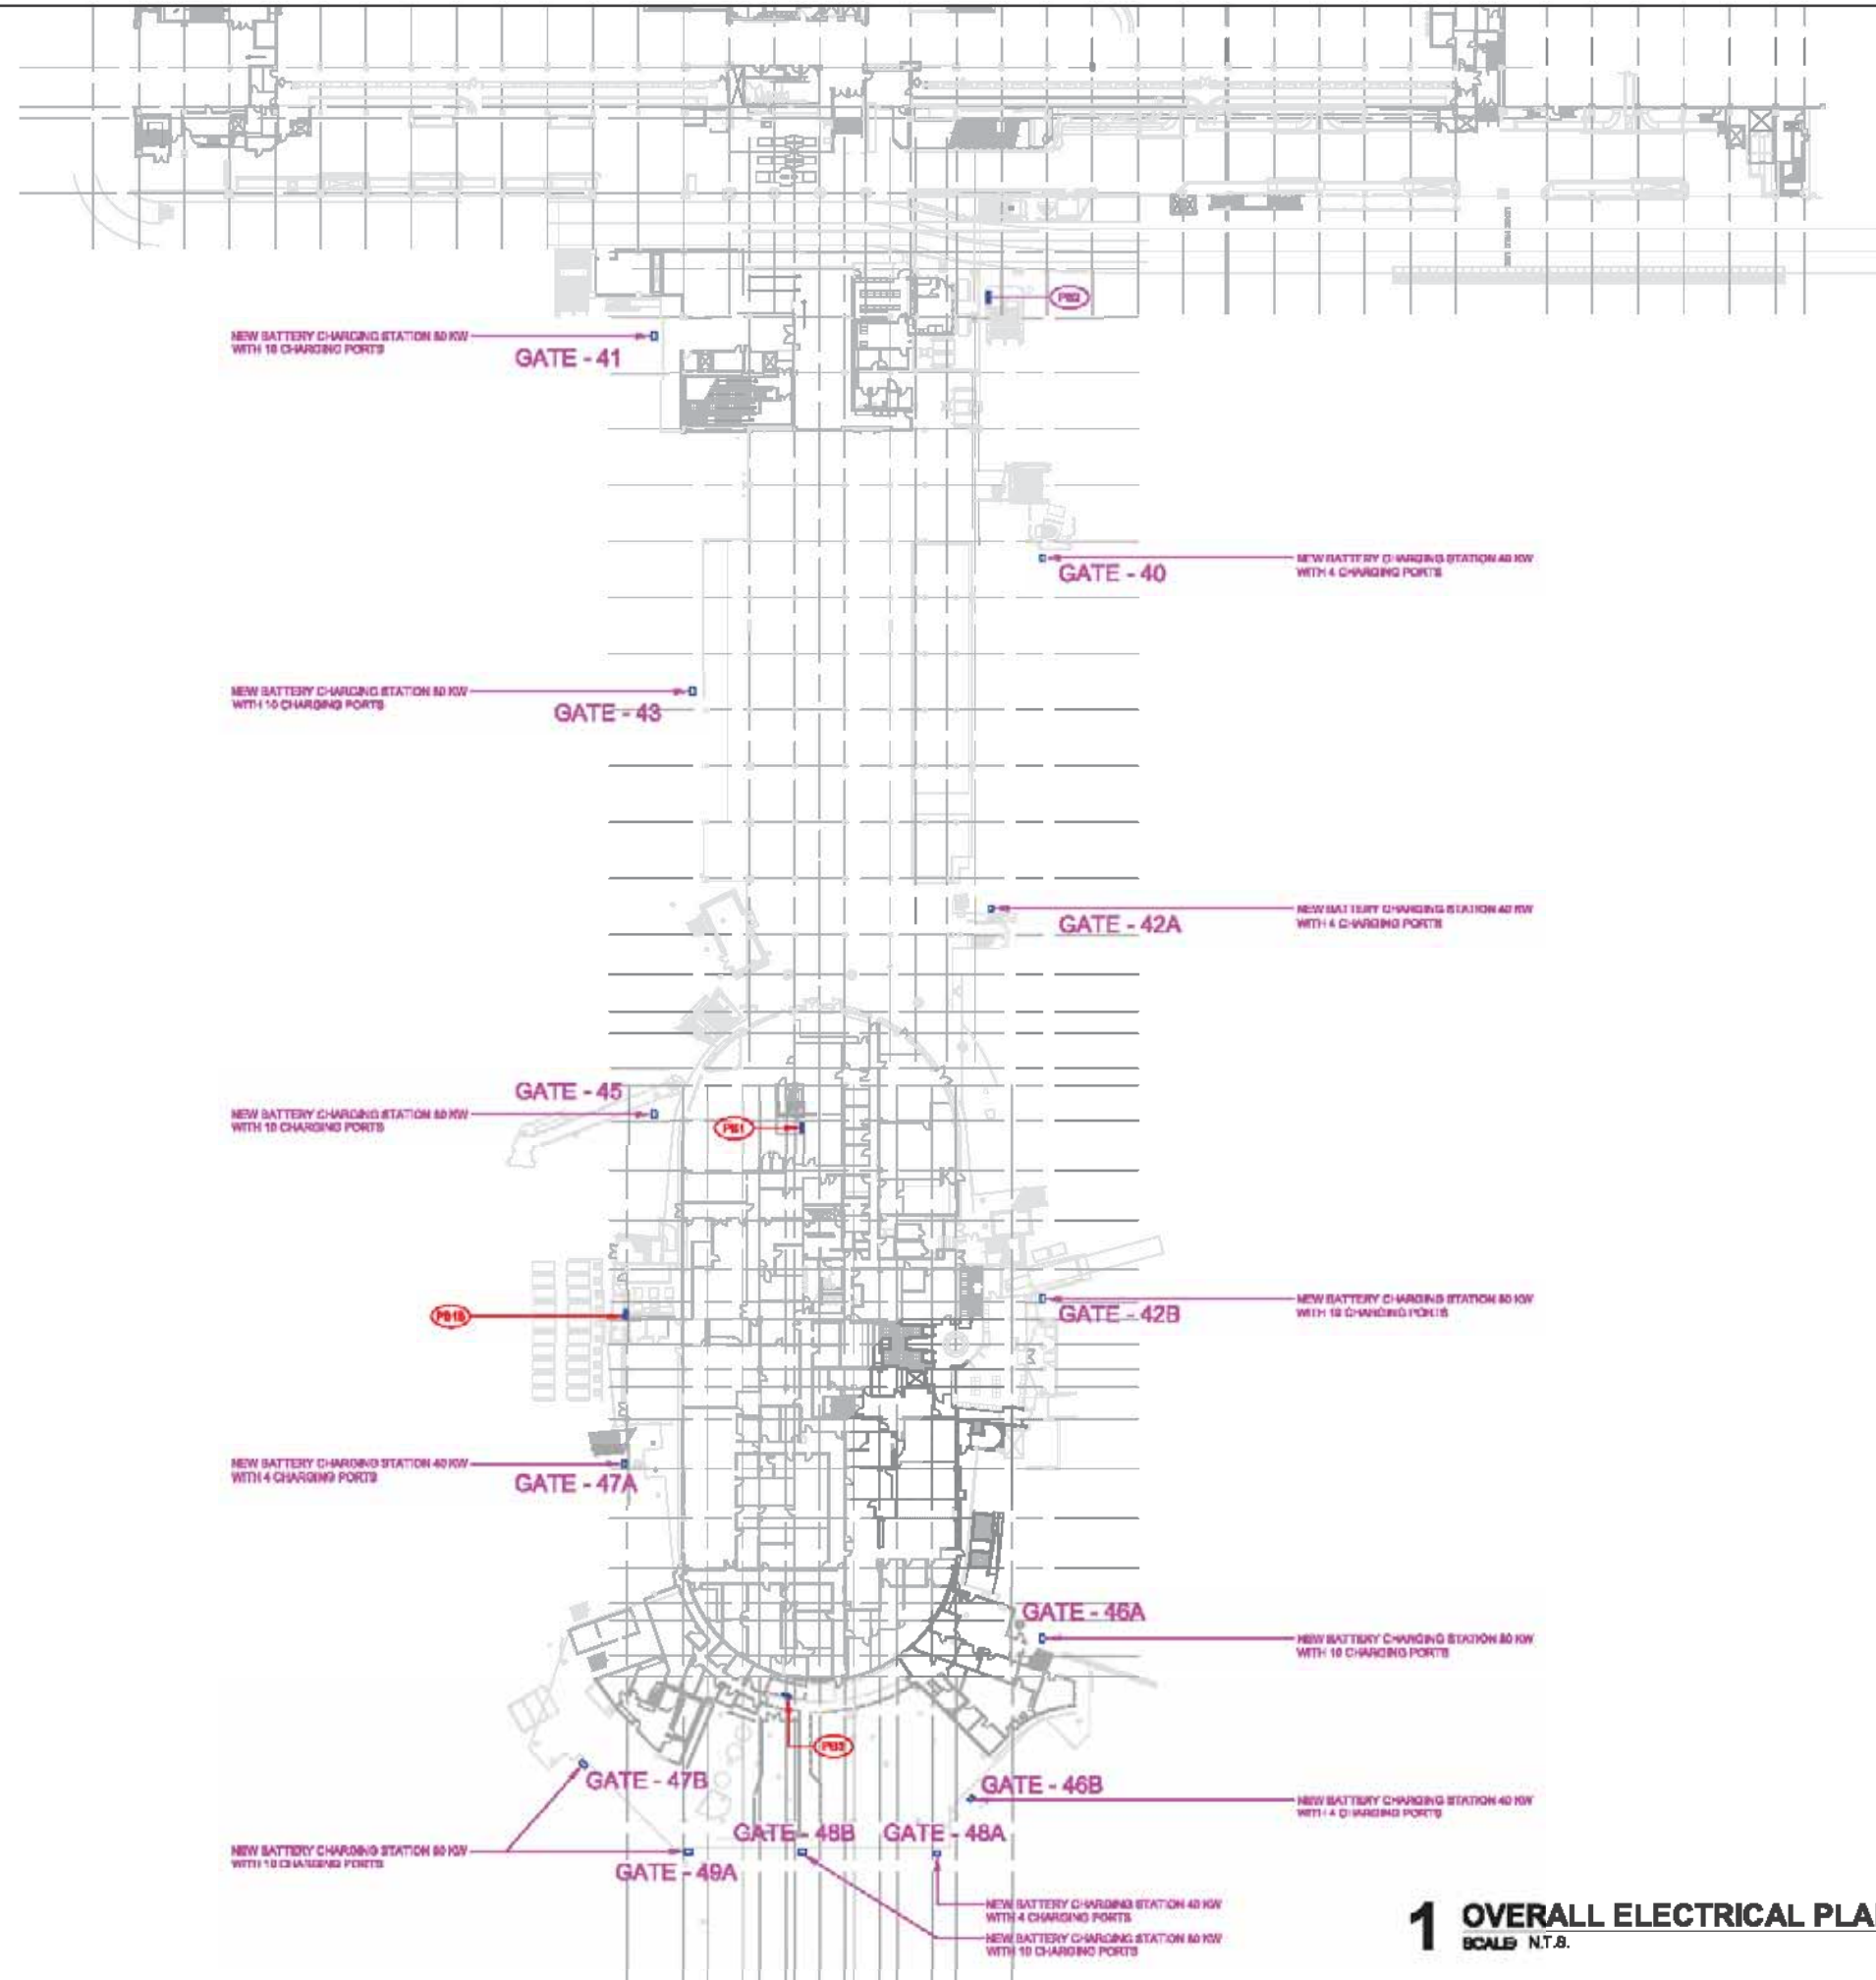 NEW BATTERY CHARGING STATION 80 KW
WITH 10 CHARGING PORTS
GATE - 41
NEW BATTERY CHARGING STATION 40 KW
WITH 4 CHARGING PORTS
GATE - 40
NEW BATTERY CHARGING STATION 80 KW
WITH 10 CHARGING PORTS
GATE - 43
NEW BATTERY CHARGING STATION 40 KW
WITH 4 CHARGING PORTS
GATE - 42A
GATE - 45
NEW BATTERY CHARGING STATION 80 KW
WITH 10 CHARGING PORTS
PB1
NEW BATTERY CHARGING STATION 80 KW
WITH 10 CHARGING PORTS
GATE - 42B
NEW BATTERY CHARGING STATION 40 KW
WITH 4 CHARGING PORTS
GATE - 47A
GATE - 46A
NEW BATTERY CHARGING STATION 80 KW
WITH 10 CHARGING PORTS
GATE - 47B
GATE - 46B
NEW BATTERY CHARGING STATION 40 KW
WITH 4 CHARGING PORTS
GATE - 48B
GATE - 48A
NEW BATTERY CHARGING STATION 80 KW
WITH 10 CHARGING PORTS
GATE - 49A
NEW BATTERY CHARGING STATION 40 KW
WITH 4 CHARGING PORTS
NEW BATTERY CHARGING STATION 80 KW
WITH 10 CHARGING PORTS
1 OVERALL ELECTRICAL PLA
SCALE: N.T.S.